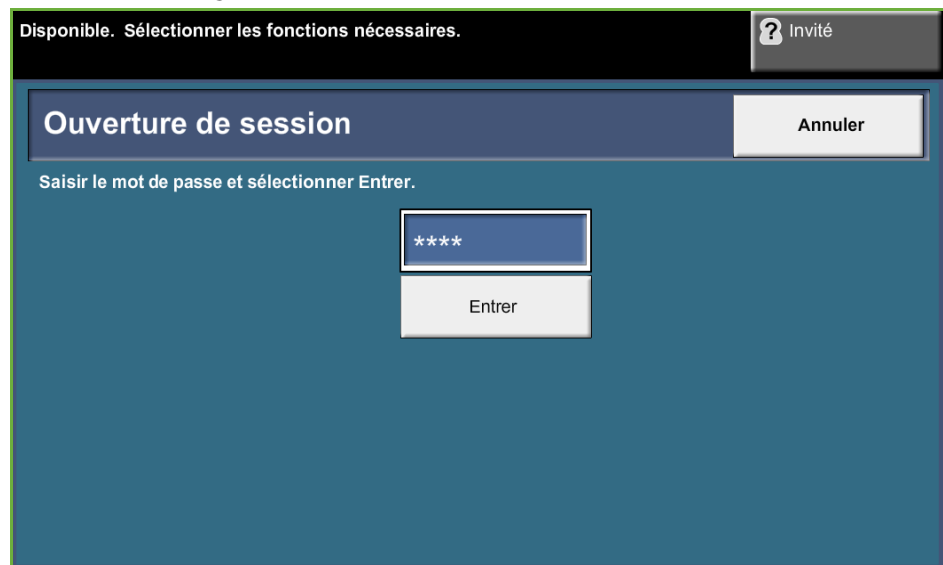 Disponible. Sélectionner les fonctions nécessaires.
? Invité
Ouverture de session
Annuler
Saisir le mot de passe et sélectionner Entrer.
****
Entrer